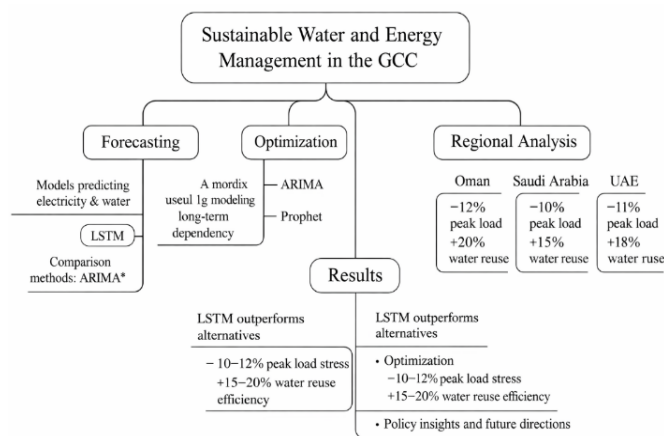 Sustainable Water and Energy
Management in the GCC
Forecasting
Models predicting
electricity & water
LSTM
Comparison
methods: ARIMA*
Optimization
A mordix
useul 1g modeling
long-term
dependency
ARIMA
Prophet
Regional Analysis
Oman
−12%
peak load
+20%
water reuse
Saudi Arabia
−10%
peak load
+15%
water reuse
UAE
−11%
peak load
+18%
water ruse
Results
LSTM outperforms
alternatives
− 10−12% peak load stress
+15−20% water reuse
efficiency
LSTM outperforms
alternatives
• Optimization
−10−12% peak load stress
+15−20% water reuse efficiency
• Policy insights and future directions